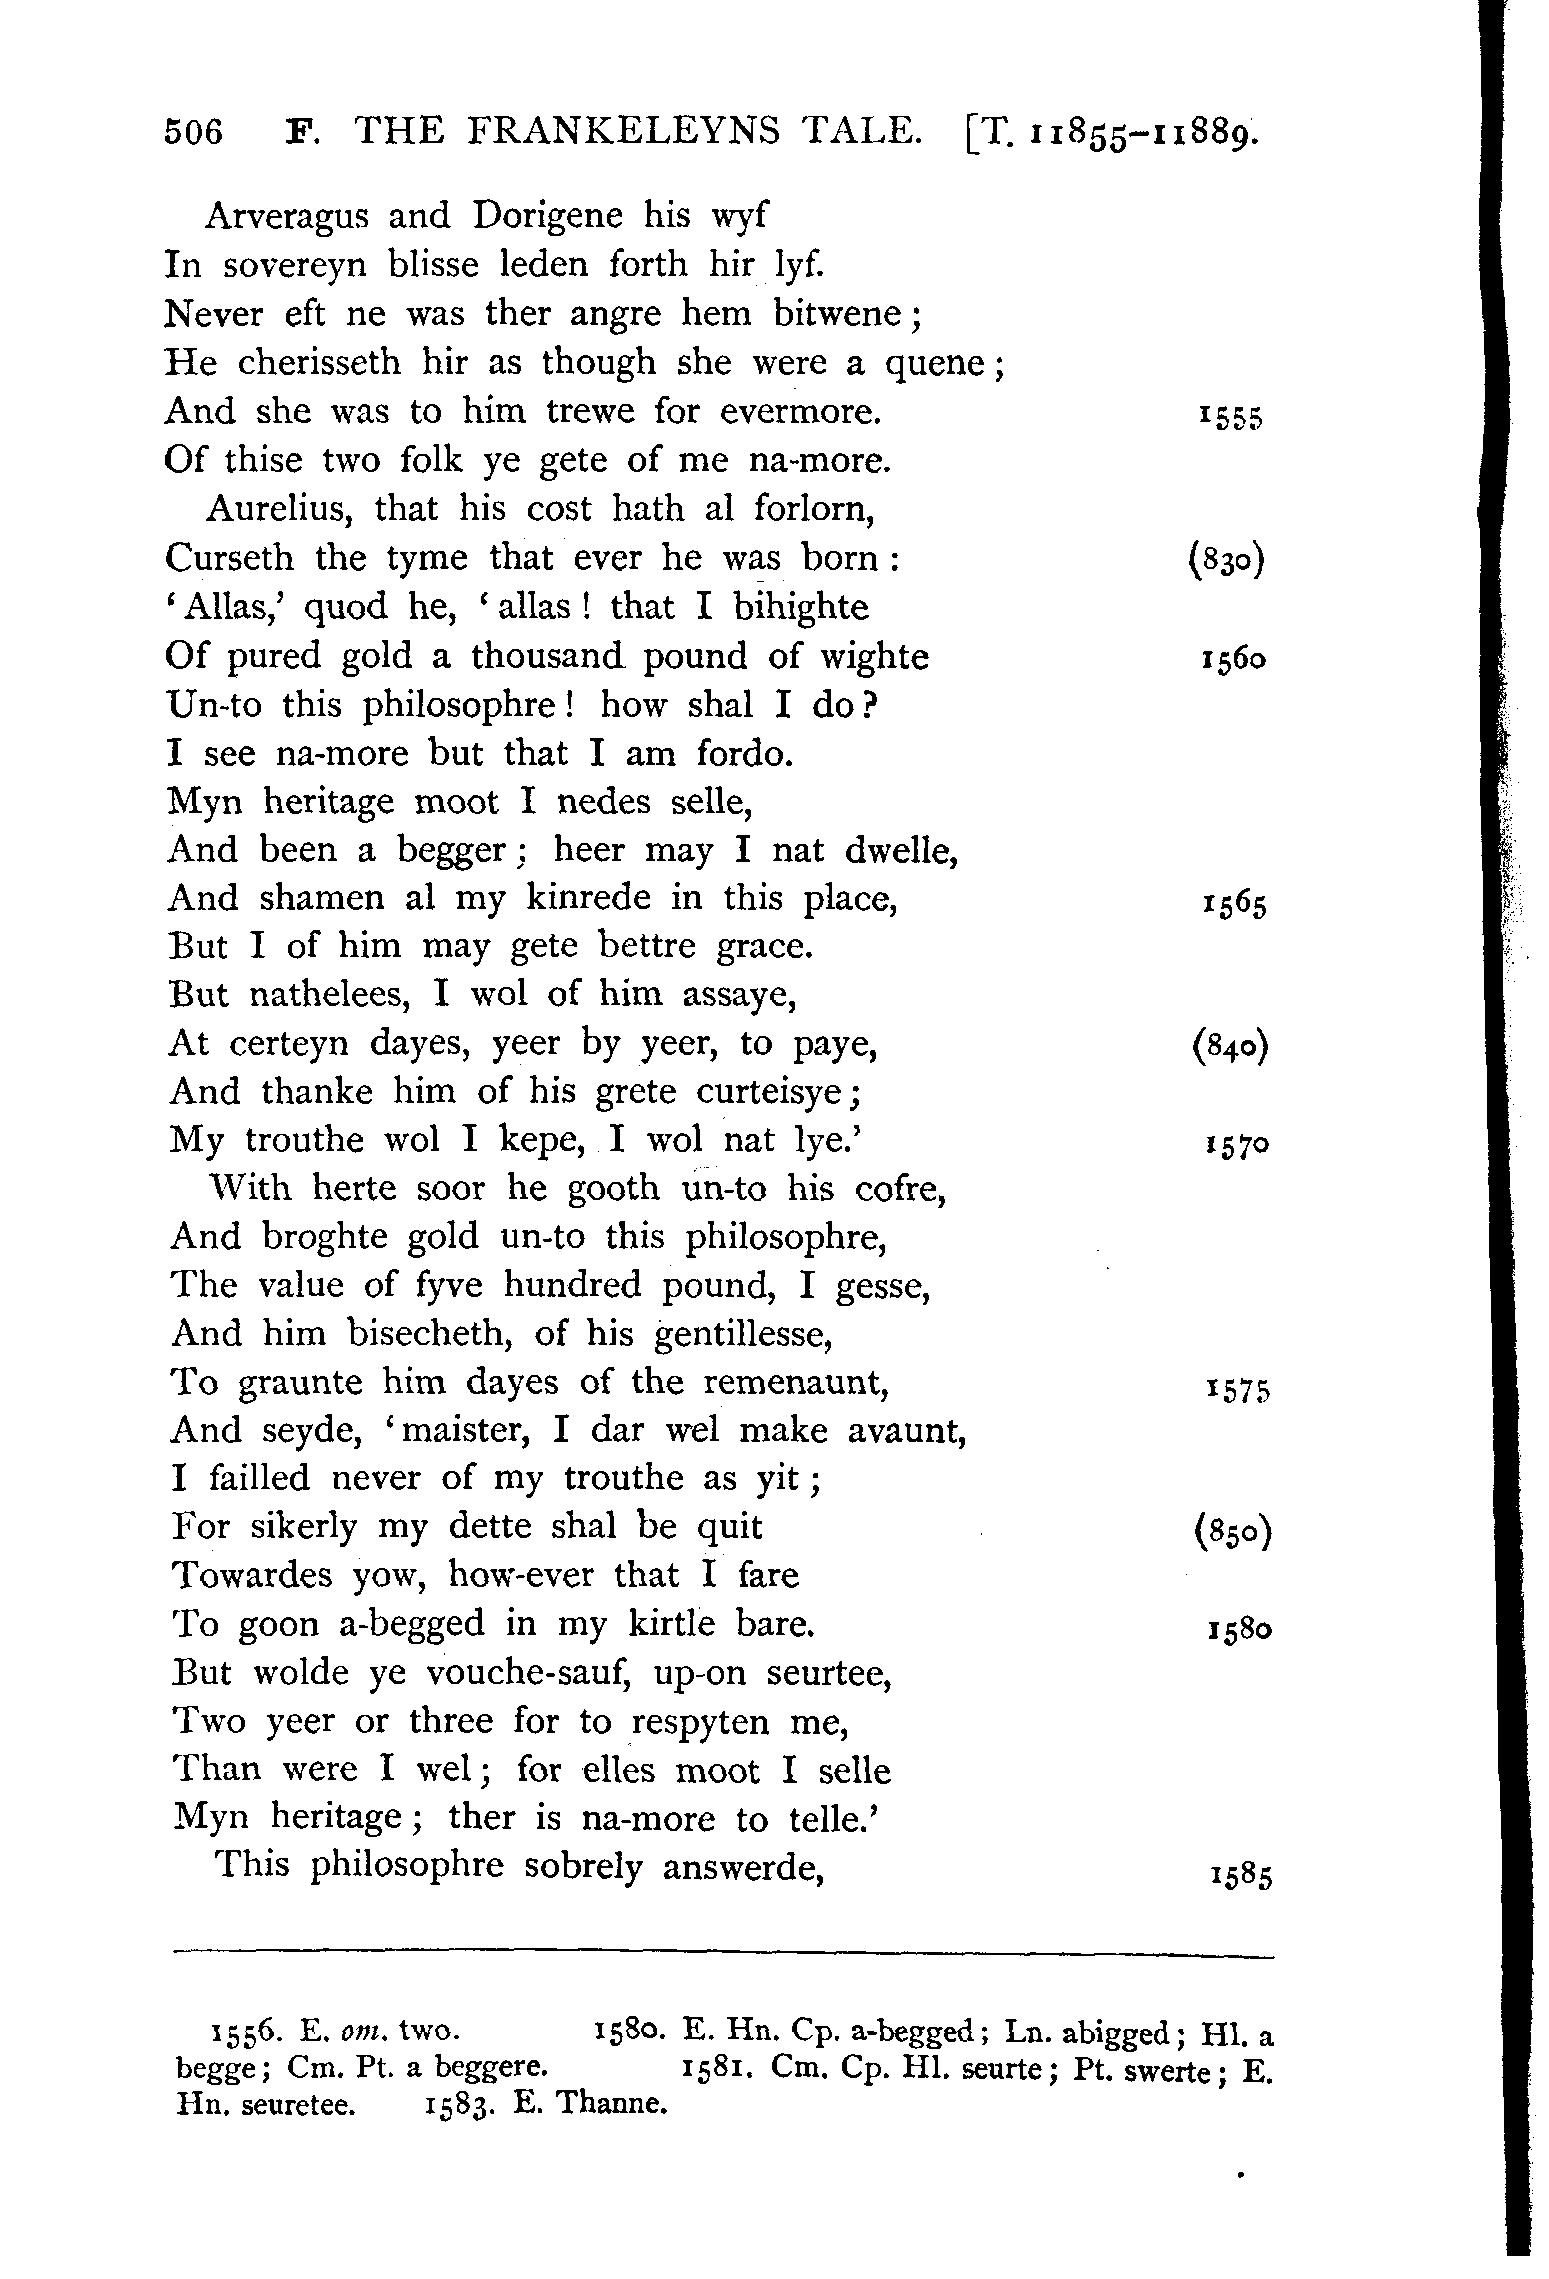 506 F. THE FRANKELEYNS TALE. [T. 11855–11889.
Arveragus and Dorigene his wyf
In sovereyn blisse leden forth hir lyf.
Never eft ne was ther angre hem bitwene ;
He cherisseth hir as though she were a quene ;
And she was to him trewe for evermore. 1555
Of thise two folk ye gete of me na-more.
Aurelius, that his cost hath al forlorn,
Curseth the tyme that ever he was born : (830)
‘ Allas,’ quod he, ‘ allas ! that I bihighte
Of pured gold a thousand pound of wighte 1560
Un-to this philosophre ! how shal I do ?
I see na-more but that I am fordo.
Myn heritage moot I nedes selle,
And been a begger ; heer may I nat dwelle,
And shamen al my kinrede in this place, 1565
But I of him may gete bettre grace.
But nathelees, I wol of him assaye,
At certeyn dayes, yeer by yeer, to paye, (840)
And thanke him of his grete curteisye ;
My trouthe wol I kepe, I wol nat lye.’ 1570
With herte soor he gooth un-to his cofre,
And broghte gold un-to this philosophre,
The value of fyve hundred pound, I gesse,
And him bisecheth, of his gentillesse,
To graunte him dayes of the remenaunt, 1575
And seyde, ‘ maister, I dar wel make avaunt,
I failled never of my trouthe as yit ;
For sikerly my dette shal be quit (850)
Towardes yow, how-ever that I fare
To goon a-begged in my kirtle bare. 1580
But wolde ye vouche-sauf, up-on seurtee,
Two yeer or three for to respyten me,
Than were I wel ; for elles moot I selle
Myn heritage ; ther is na-more to telle.’
This philosophre sobrely answerde, 1585
1556. E. om. two. 1580. E. Hn. Cp. a-begged ; Ln. abigged ; Hl. a
begge ; Cm. Pt. a beggere. 1581. Cm. Cp. Hl. seurte ; Pt. swerte ; E.
Hn. seuretee. 1583. E. Thanne.